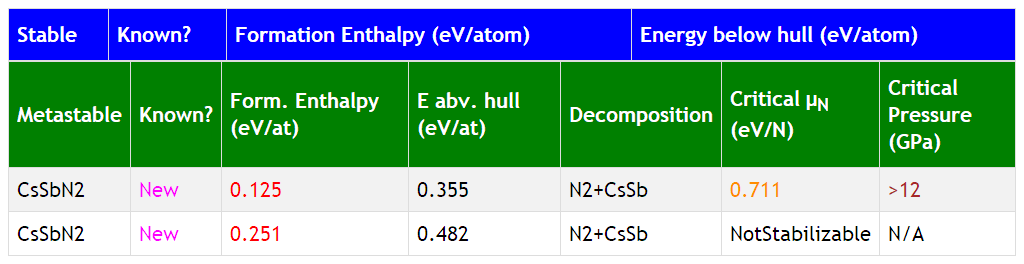 Stable Known? Formation Enthalpy (eV/atom) Energy below hull (eV/atom)
Metastable Known? Form. Enthalpy (eV/at) E abv. hull (eV/at) Decomposition Critical μN (eV/N) Critical Pressure (GPa)
CsSbN2 New 0.125 0.355 N2+CsSb 0.711 >12
CsSbN2 New 0.251 0.482 N2+CsSb NotStabilizable N/A